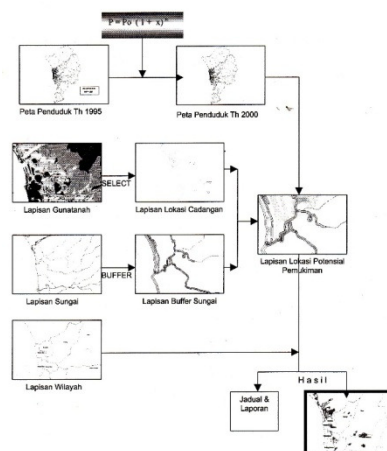 P=Po (1+x)ⁿ
Peta Penduduk Th 1995
Peta Penduduk Th 2000
SELECT
Lapisan Gunatanah
Lapisan Lokasi Cadangan
BUFFER
Lapisan Sungai
Lapisan Buffer Sungai
Lapisan Lokasi Potensial
Pemukiman
Lapisan Wilayah
Hasil
Jadual &
Laporan